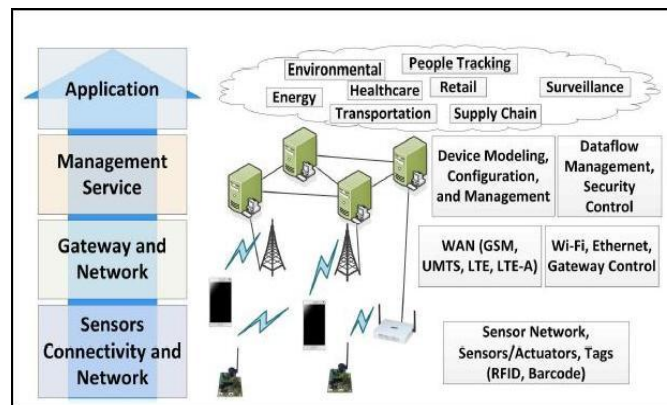 Application
Environmental
People Tracking
Energy
Healthcare
Retail
Surveillance
Transportation
Supply Chain
Management
Service
Device Modeling,
Configuration,
and Management
Dataflow
Management,
Security
Control
Gateway and
Network
WAN (GSM,
UMTS, LTE, LTE-A)
Wi-Fi, Ethernet,
Gateway Control
Sensors
Connectivity and
Network
Sensor Network,
Sensors/Actuators, Tags
(RFID, Barcode)